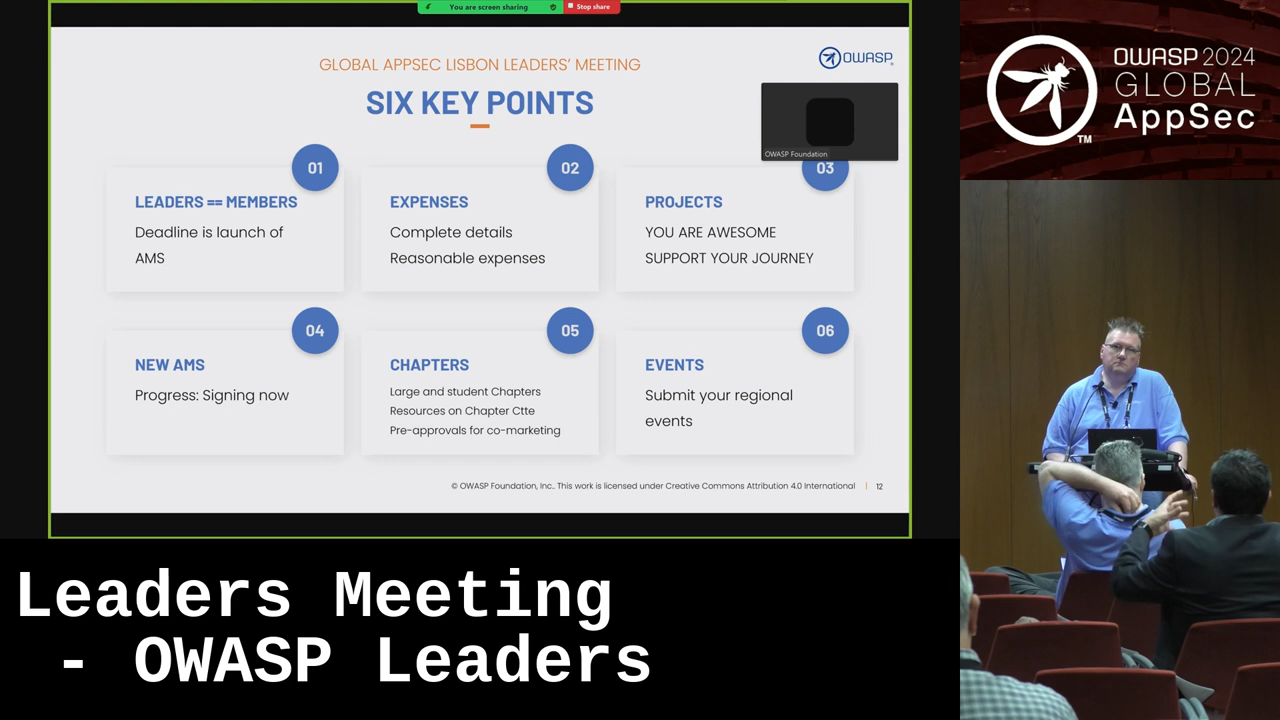 You are screen sharing
Stop share
GLOBAL APPSEC LISBON LEADERS' MEETING
OWASP
SIX KEY POINTS
OWASP Foundation
01
LEADERS == MEMBERS
Deadline is launch of
AMS
02
EXPENSES
Complete details
Reasonable expenses
03
PROJECTS
YOU ARE AWESOME
SUPPORT YOUR JOURNEY
04
NEW AMS
Progress: Signing now
05
CHAPTERS
Large and student Chapters
Resources on Chapter Ctte
Pre-approvals for co-marketing
06
EVENTS
Submit your regional
events
© OWASP Foundation, Inc.. This work is licensed under Creative Commons Attribution 4.0 International | 12
OWASP 2024
GLOBAL
AppSec
TM
Leaders Meeting
- OWASP Leaders